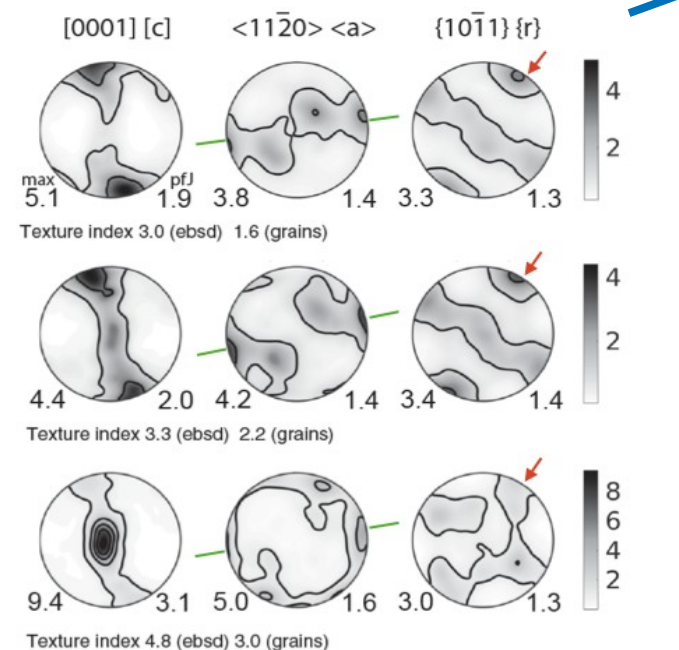 [0001] [c] <112̄0> <a> {101̄1} {r}
4
2
max pfJ
5.1 1.9 3.8 1.4 3.3 1.3
Texture index 3.0 (ebsd) 1.6 (grains)
4
2
4.4 2.0 4.2 1.4 3.4 1.4
Texture index 3.3 (ebsd) 2.2 (grains)
8
6
4
2
9.4 3.1 5.0 1.6 3.0 1.3
Texture index 4.8 (ebsd) 3.0 (grains)